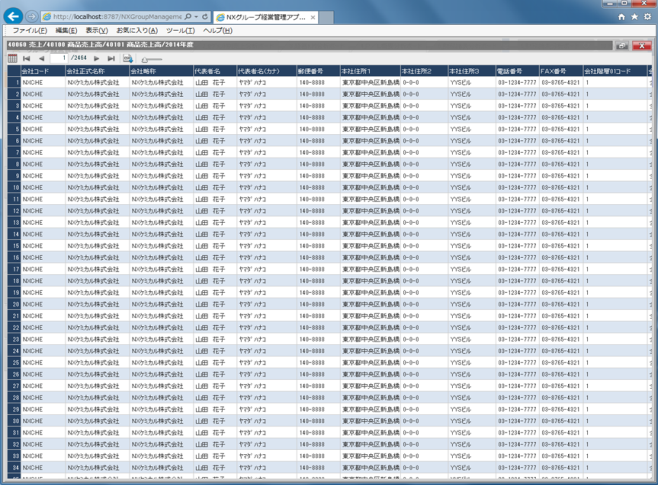 http://localhost:8787/NXGroupManageme
NXグループ経営管理アプ...
ファイル(F) 編集(E) 表示(V) お気に入り(A) ツール(T) ヘルプ(H)
40060 売上/40100 商品売上高/40101 商品売上高/2014年度
1 /2464
会社コード 会社正式名称 会社略称 代表者名 代表者名(カナ) 郵便番号 本社住所1 本社住所2 本社住所3 電話番号 FAX番号 会社階層01コード
1 NXICHE NXケミカル株式会社 NXケミカル株式会社 山田 花子 ヤマダ ハナコ 140-8888 東京都中央区新島橋 0-0-0 YYSビル 03-1234-7777 03-8765-4321 1
2 NXICHE NXケミカル株式会社 NXケミカル株式会社 山田 花子 ヤマダ ハナコ 140-8888 東京都中央区新島橋 0-0-0 YYSビル 03-1234-7777 03-8765-4321 1
3 NXICHE NXケミカル株式会社 NXケミカル株式会社 山田 花子 ヤマダ ハナコ 140-8888 東京都中央区新島橋 0-0-0 YYSビル 03-1234-7777 03-8765-4321 1
4 NXICHE NXケミカル株式会社 NXケミカル株式会社 山田 花子 ヤマダ ハナコ 140-8888 東京都中央区新島橋 0-0-0 YYSビル 03-1234-7777 03-8765-4321 1
5 NXICHE NXケミカル株式会社 NXケミカル株式会社 山田 花子 ヤマダ ハナコ 140-8888 東京都中央区新島橋 0-0-0 YYSビル 03-1234-7777 03-8765-4321 1
6 NXICHE NXケミカル株式会社 NXケミカル株式会社 山田 花子 ヤマダ ハナコ 140-8888 東京都中央区新島橋 0-0-0 YYSビル 03-1234-7777 03-8765-4321 1
7 NXICHE NXケミカル株式会社 NXケミカル株式会社 山田 花子 ヤマダ ハナコ 140-8888 東京都中央区新島橋 0-0-0 YYSビル 03-1234-7777 03-8765-4321 1
8 NXICHE NXケミカル株式会社 NXケミカル株式会社 山田 花子 ヤマダ ハナコ 140-8888 東京都中央区新島橋 0-0-0 YYSビル 03-1234-7777 03-8765-4321 1
9 NXICHE NXケミカル株式会社 NXケミカル株式会社 山田 花子 ヤマダ ハナコ 140-8888 東京都中央区新島橋 0-0-0 YYSビル 03-1234-7777 03-8765-4321 1
10 NXICHE NXケミカル株式会社 NXケミカル株式会社 山田 花子 ヤマダ ハナコ 140-8888 東京都中央区新島橋 0-0-0 YYSビル 03-1234-7777 03-8765-4321 1
11 NXICHE NXケミカル株式会社 NXケミカル株式会社 山田 花子 ヤマダ ハナコ 140-8888 東京都中央区新島橋 0-0-0 YYSビル 03-1234-7777 03-8765-4321 1
12 NXICHE NXケミカル株式会社 NXケミカル株式会社 山田 花子 ヤマダ ハナコ 140-8888 東京都中央区新島橋 0-0-0 YYSビル 03-1234-7777 03-8765-4321 1
13 NXICHE NXケミカル株式会社 NXケミカル株式会社 山田 花子 ヤマダ ハナコ 140-8888 東京都中央区新島橋 0-0-0 YYSビル 03-1234-7777 03-8765-4321 1
14 NXICHE NXケミカル株式会社 NXケミカル株式会社 山田 花子 ヤマダ ハナコ 140-8888 東京都中央区新島橋 0-0-0 YYSビル 03-1234-7777 03-8765-4321 1
15 NXICHE NXケミカル株式会社 NXケミカル株式会社 山田 花子 ヤマダ ハナコ 140-8888 東京都中央区新島橋 0-0-0 YYSビル 03-1234-7777 03-8765-4321 1
16 NXICHE NXケミカル株式会社 NXケミカル株式会社 山田 花子 ヤマダ ハナコ 140-8888 東京都中央区新島橋 0-0-0 YYSビル 03-1234-7777 03-8765-4321 1
17 NXICHE NXケミカル株式会社 NXケミカル株式会社 山田 花子 ヤマダ ハナコ 140-8888 東京都中央区新島橋 0-0-0 YYSビル 03-1234-7777 03-8765-4321 1
18 NXICHE NXケミカル株式会社 NXケミカル株式会社 山田 花子 ヤマダ ハナコ 140-8888 東京都中央区新島橋 0-0-0 YYSビル 03-1234-7777 03-8765-4321 1
19 NXICHE NXケミカル株式会社 NXケミカル株式会社 山田 花子 ヤマダ ハナコ 140-8888 東京都中央区新島橋 0-0-0 YYSビル 03-1234-7777 03-8765-4321 1
20 NXICHE NXケミカル株式会社 NXケミカル株式会社 山田 花子 ヤマダ ハナコ 140-8888 東京都中央区新島橋 0-0-0 YYSビル 03-1234-7777 03-8765-4321 1
21 NXICHE NXケミカル株式会社 NXケミカル株式会社 山田 花子 ヤマダ ハナコ 140-8888 東京都中央区新島橋 0-0-0 YYSビル 03-1234-7777 03-8765-4321 1
22 NXICHE NXケミカル株式会社 NXケミカル株式会社 山田 花子 ヤマダ ハナコ 140-8888 東京都中央区新島橋 0-0-0 YYSビル 03-1234-7777 03-8765-4321 1
23 NXICHE NXケミカル株式会社 NXケミカル株式会社 山田 花子 ヤマダ ハナコ 140-8888 東京都中央区新島橋 0-0-0 YYSビル 03-1234-7777 03-8765-4321 1
24 NXICHE NXケミカル株式会社 NXケミカル株式会社 山田 花子 ヤマダ ハナコ 140-8888 東京都中央区新島橋 0-0-0 YYSビル 03-1234-7777 03-8765-4321 1
25 NXICHE NXケミカル株式会社 NXケミカル株式会社 山田 花子 ヤマダ ハナコ 140-8888 東京都中央区新島橋 0-0-0 YYSビル 03-1234-7777 03-8765-4321 1
26 NXICHE NXケミカル株式会社 NXケミカル株式会社 山田 花子 ヤマダ ハナコ 140-8888 東京都中央区新島橋 0-0-0 YYSビル 03-1234-7777 03-8765-4321 1
27 NXICHE NXケミカル株式会社 NXケミカル株式会社 山田 花子 ヤマダ ハナコ 140-8888 東京都中央区新島橋 0-0-0 YYSビル 03-1234-7777 03-8765-4321 1
28 NXICHE NXケミカル株式会社 NXケミカル株式会社 山田 花子 ヤマダ ハナコ 140-8888 東京都中央区新島橋 0-0-0 YYSビル 03-1234-7777 03-8765-4321 1
29 NXICHE NXケミカル株式会社 NXケミカル株式会社 山田 花子 ヤマダ ハナコ 140-8888 東京都中央区新島橋 0-0-0 YYSビル 03-1234-7777 03-8765-4321 1
30 NXICHE NXケミカル株式会社 NXケミカル株式会社 山田 花子 ヤマダ ハナコ 140-8888 東京都中央区新島橋 0-0-0 YYSビル 03-1234-7777 03-8765-4321 1
31 NXICHE NXケミカル株式会社 NXケミカル株式会社 山田 花子 ヤマダ ハナコ 140-8888 東京都中央区新島橋 0-0-0 YYSビル 03-1234-7777 03-8765-4321 1
32 NXICHE NXケミカル株式会社 NXケミカル株式会社 山田 花子 ヤマダ ハナコ 140-8888 東京都中央区新島橋 0-0-0 YYSビル 03-1234-7777 03-8765-4321 1
33 NXICHE NXケミカル株式会社 NXケミカル株式会社 山田 花子 ヤマダ ハナコ 140-8888 東京都中央区新島橋 0-0-0 YYSビル 03-1234-7777 03-8765-4321 1
34 NXICHE NXケミカル株式会社 NXケミカル株式会社 山田 花子 ヤマダ ハナコ 140-8888 東京都中央区新島橋 0-0-0 YYSビル 03-1234-7777 03-8765-4321 1